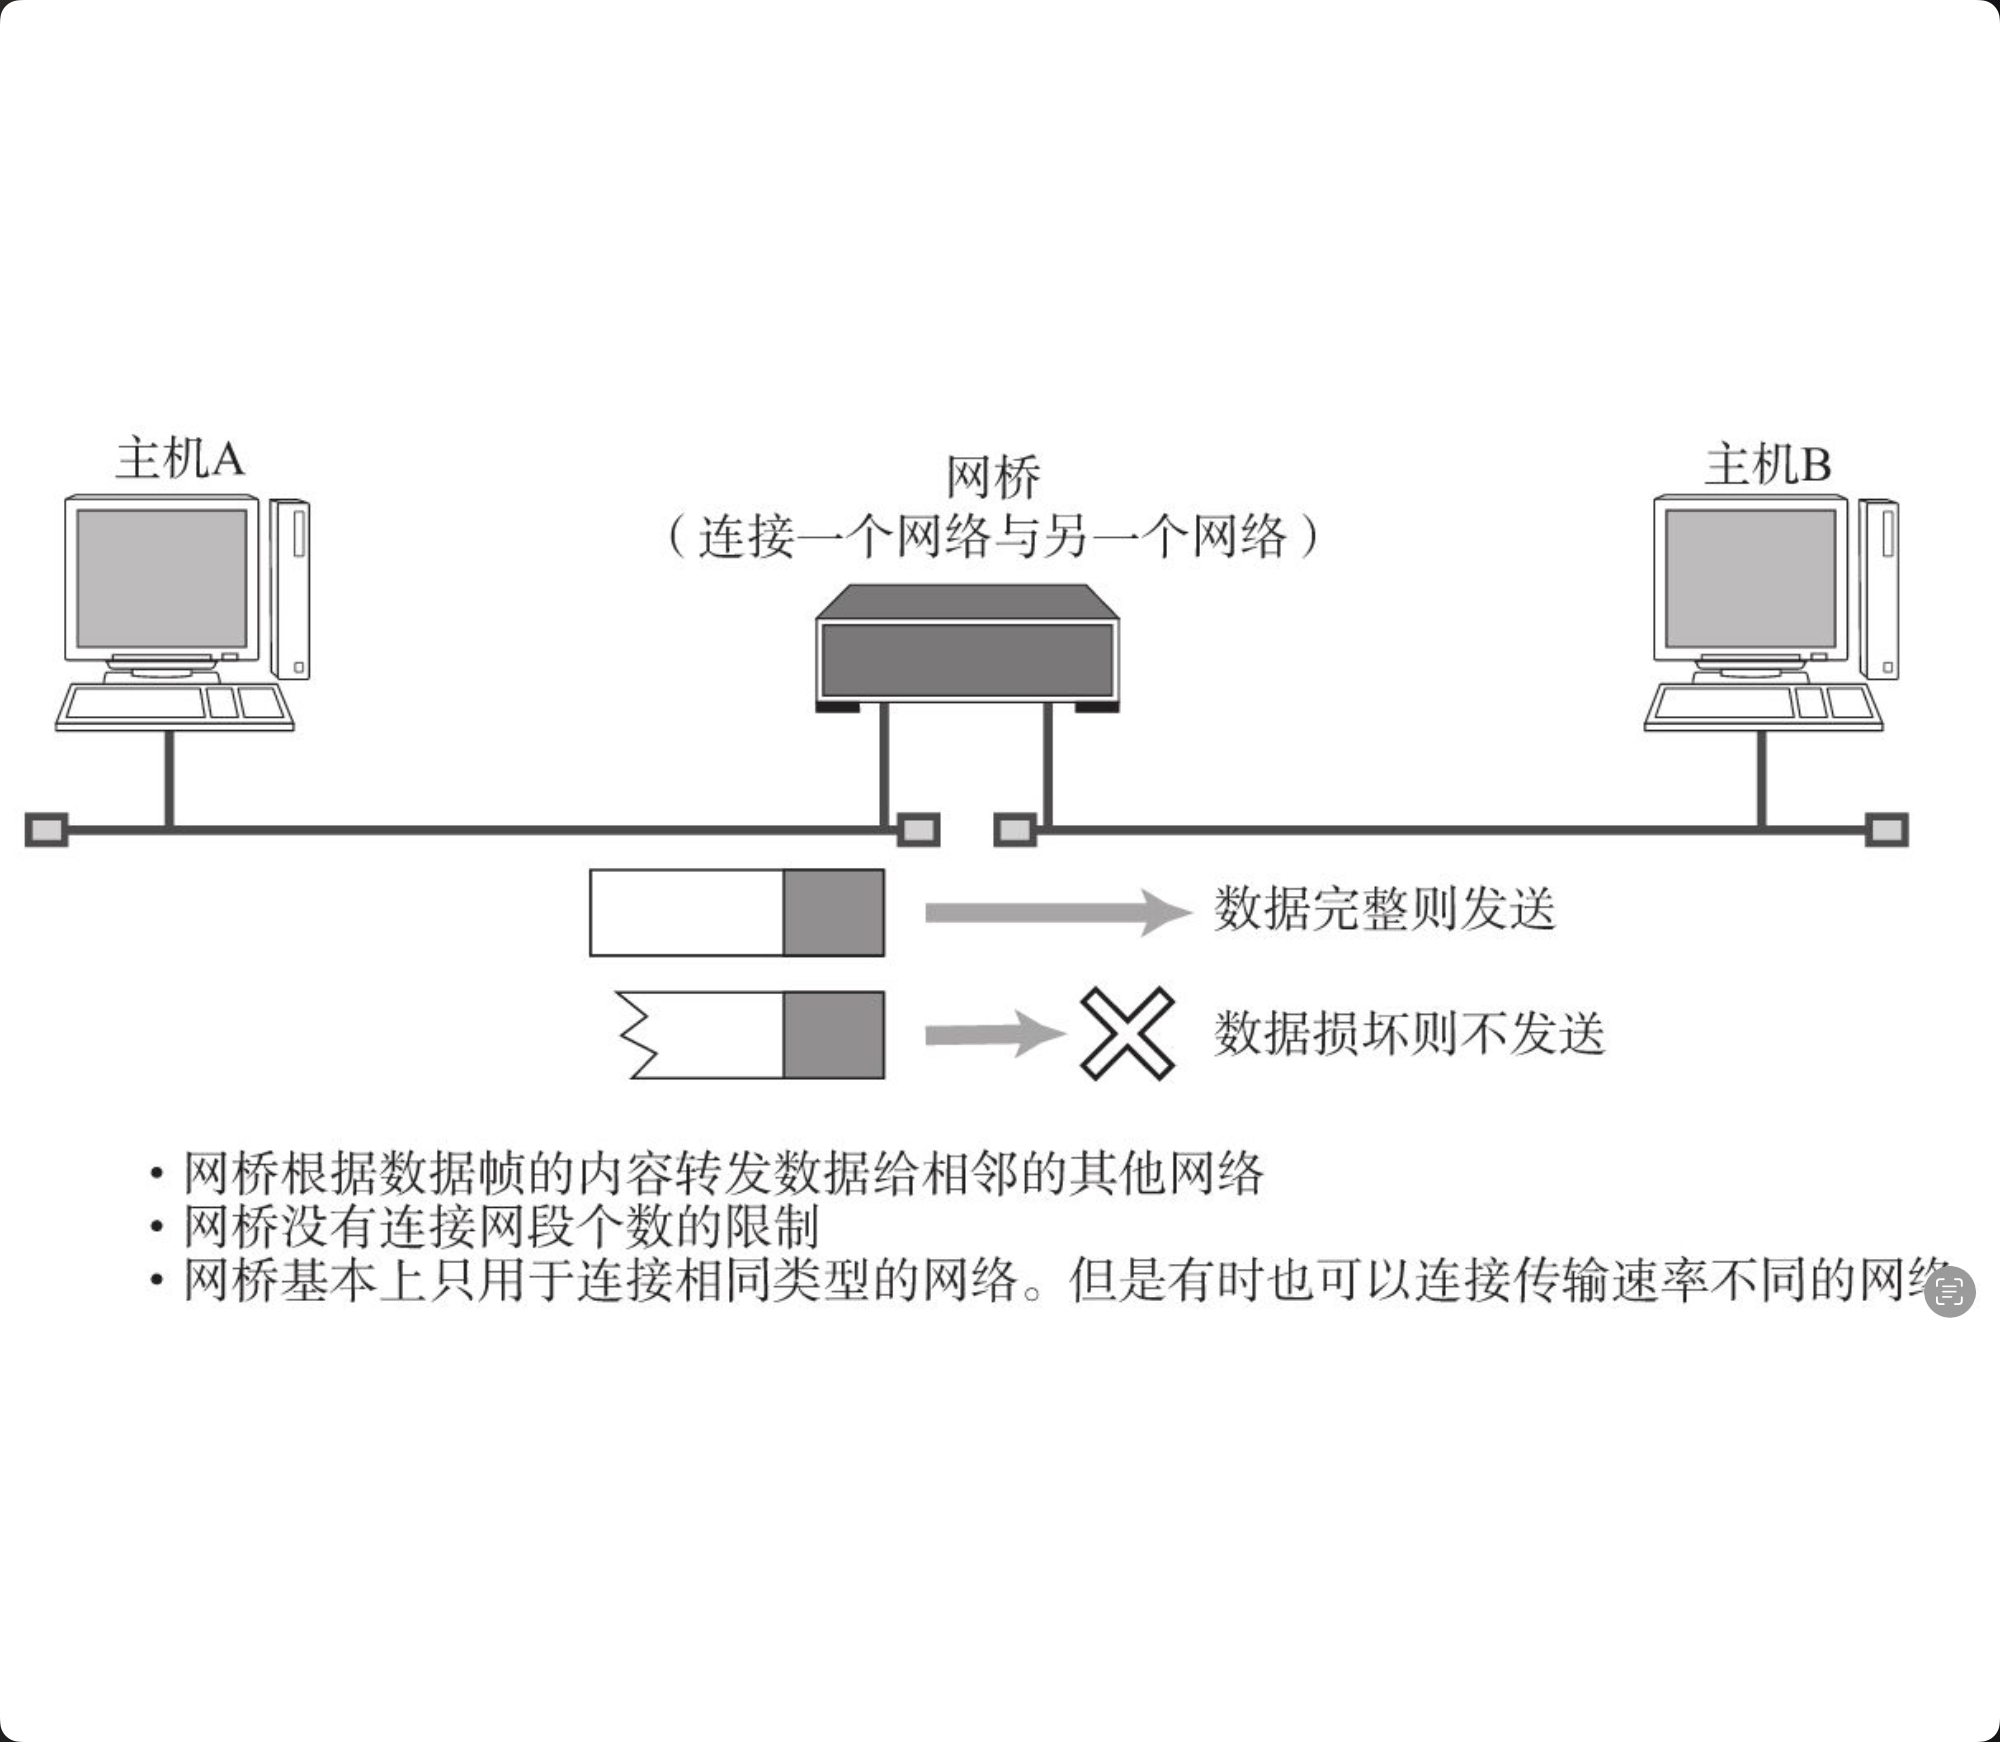 主机A
网桥
（连接一个网络与另一个网络）
主机B
数据完整则发送
数据损坏则不发送
• 网桥根据数据帧的内容转发数据给相邻的其他网络
• 网桥没有连接网段个数的限制
• 网桥基本上只用于连接相同类型的网络。但是有时也可以连接传输速率不同的网络